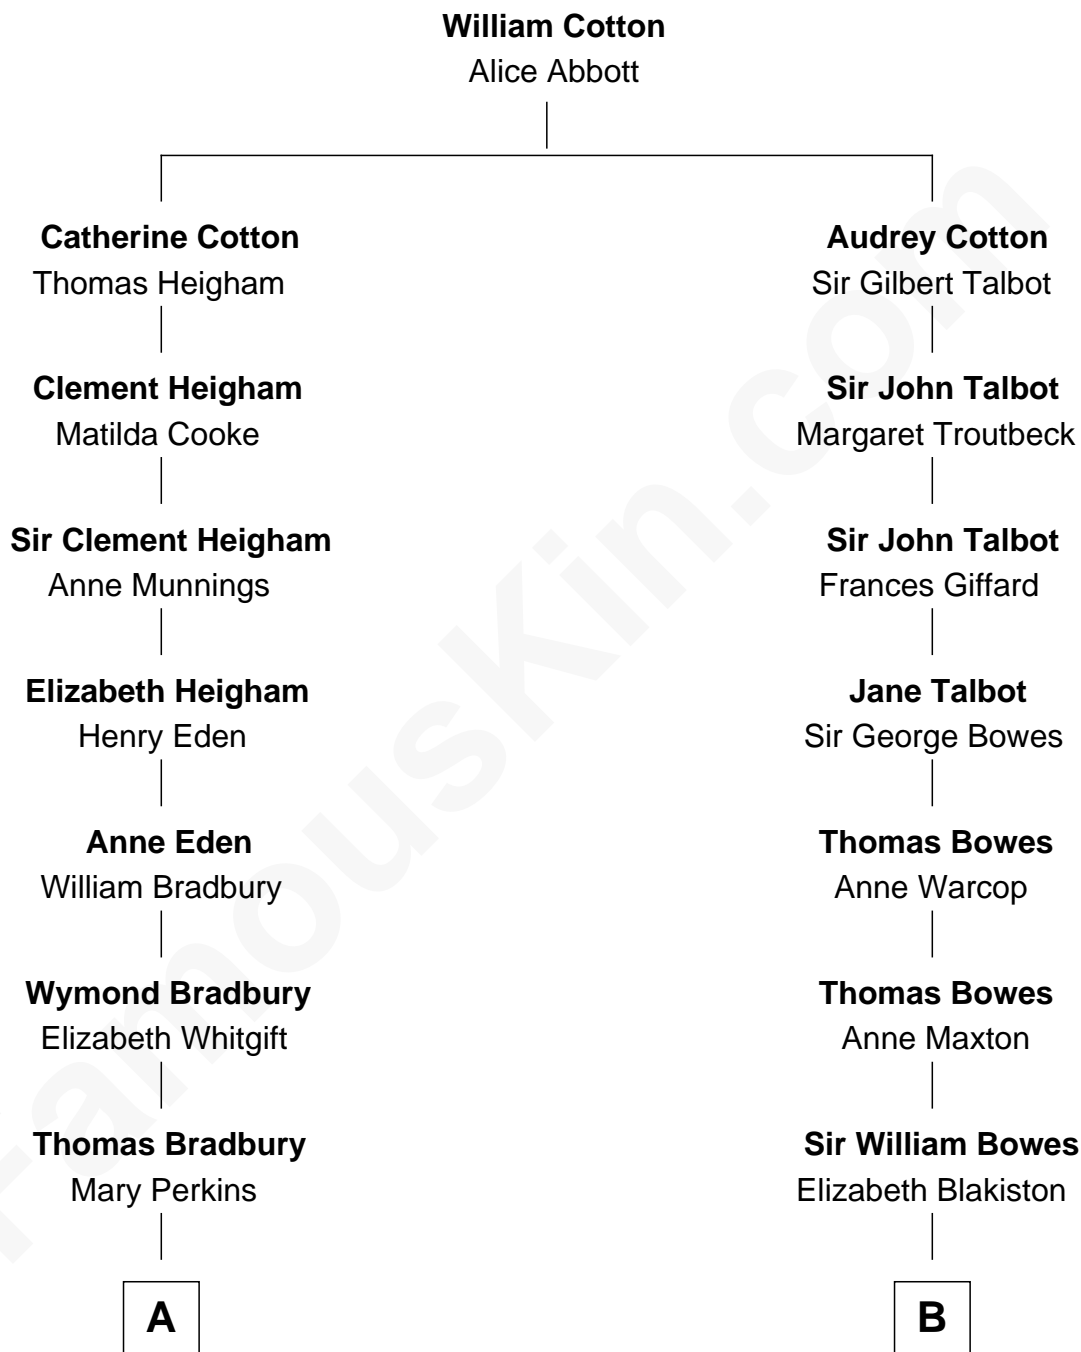 William Cotton
Alice Abbott
Catherine Cotton
Thomas Heigham
Audrey Cotton
Sir Gilbert Talbot
Clement Heigham
Matilda Cooke
Sir John Talbot
Margaret Troutbeck
Sir Clement Heigham
Anne Munnings
Sir John Talbot
Frances Giffard
Elizabeth Heigham
Henry Eden
Jane Talbot
Sir George Bowes
Anne Eden
William Bradbury
Thomas Bowes
Anne Warcop
Wymond Bradbury
Elizabeth Whitgift
Thomas Bowes
Anne Maxton
Thomas Bradbury
Mary Perkins
Sir William Bowes
Elizabeth Blakiston
A
B
FamousKin.com